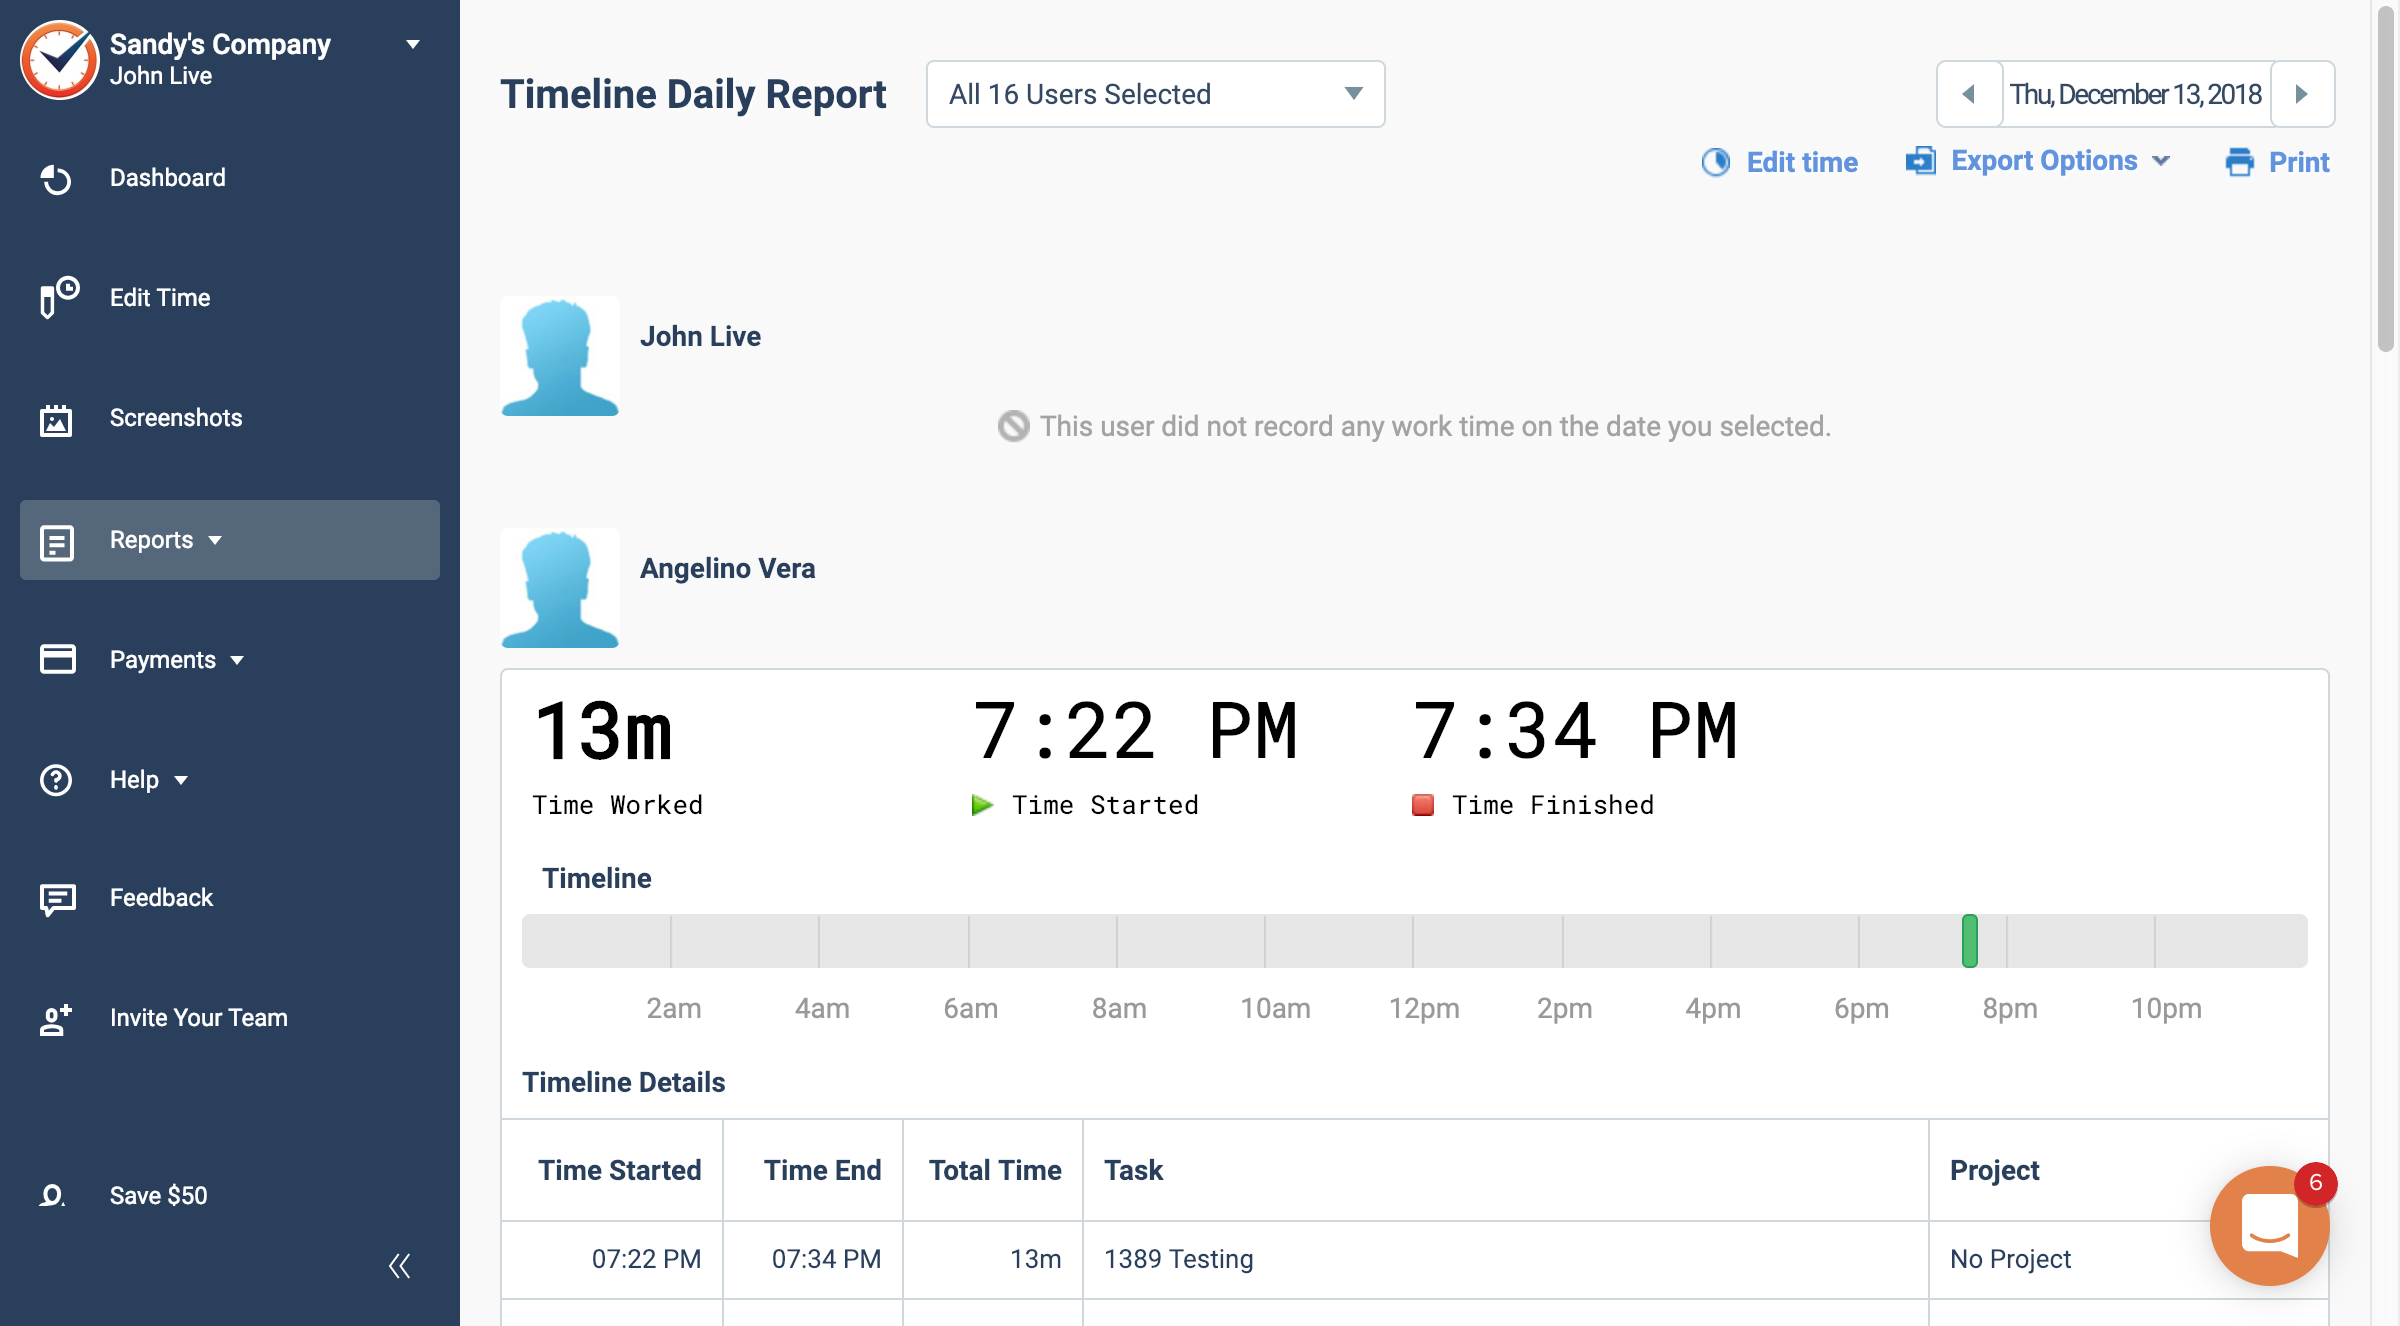 Sandy's Company
John Live
Dashboard
Edit Time
Screenshots
Reports
Payments
Help
Feedback
Invite Your Team
Save $50
Timeline Daily Report
All 16 Users Selected
Thu, December 13, 2018
Edit time
Export Options
Print
John Live
This user did not record any work time on the date you selected.
Angelino Vera
13m 7:22 PM 7:34 PM
Time Worked Time Started Time Finished
Timeline
2am 4am 6am 8am 10am 12pm 2pm 4pm 6pm 8pm 10pm
Timeline Details
Time Started Time End Total Time Task Project
07:22 PM 07:34 PM 13m 1389 Testing No Project
6